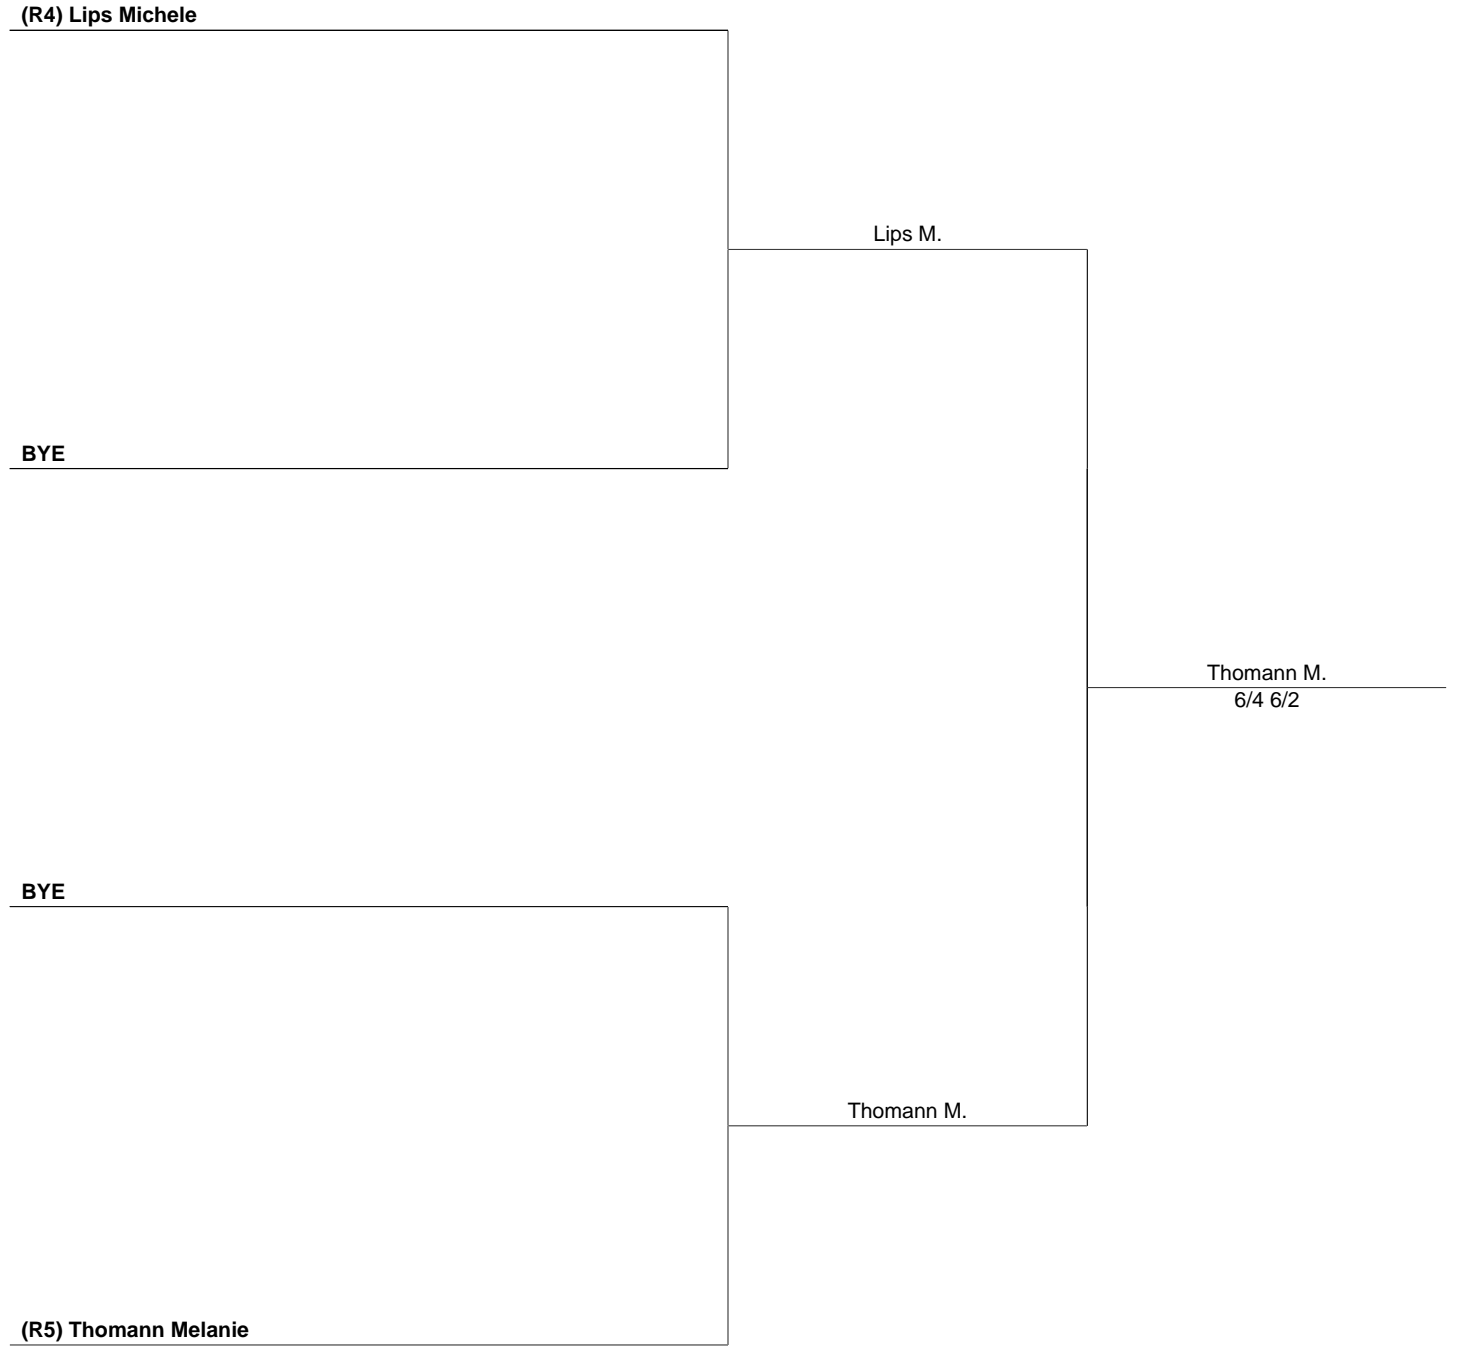 (R4) Lips Michele
Lips M.
BYE
Thomann M.
6/4 6/2
BYE
Thomann M.
(R5) Thomann Melanie